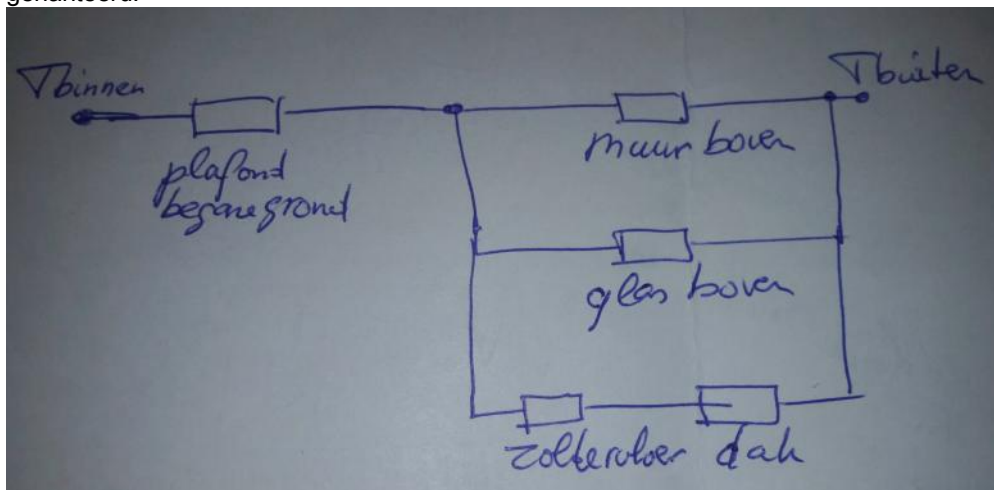 Tbinnen
Tbuiten
plafond
begane grond
muur boven
glas boven
zoldervloer dak